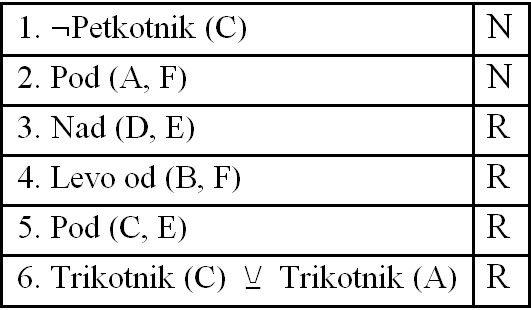 1. ¬Petkotnik (C) N
2. Pod (A, F) N
3. Nad (D, E) R
4. Levo od (B, F) R
5. Pod (C, E) R
6. Trikotnik (C) ⊻ Trikotnik (A) R